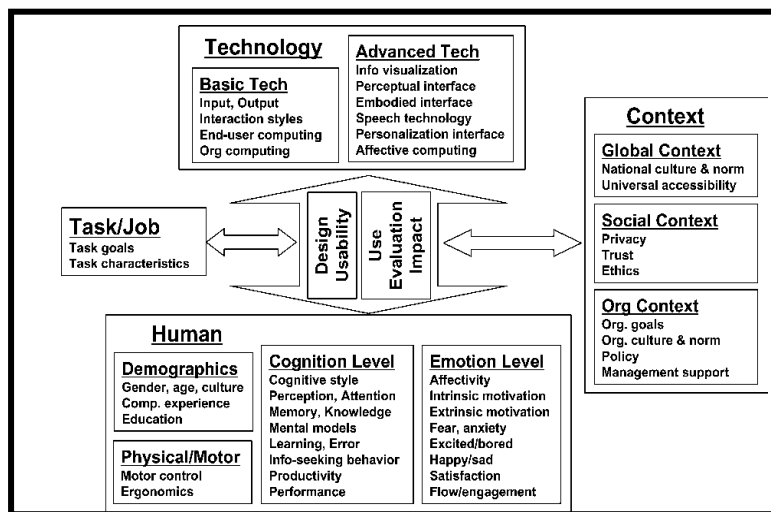 Technology
Basic Tech
Input, Output
Interaction styles
End-user computing
Org computing
Advanced Tech
Info visualization
Perceptual interface
Embodied interface
Speech technology
Personalization interface
Affective computing
Task/Job
Task goals
Task characteristics
Design
Usability
Use
Evaluation
Impact
Context
Global Context
National culture & norm
Universal accessibility
Social Context
Privacy
Trust
Ethics
Org Context
Org. goals
Org. culture & norm
Policy
Management support
Human
Demographics
Gender, age, culture
Comp. experience
Education
Physical/Motor
Motor control
Ergonomics
Cognition Level
Cognitive style
Perception, Attention
Memory, Knowledge
Mental models
Learning, Error
Info-seeking behavior
Productivity
Performance
Emotion Level
Affectivity
Intrinsic motivation
Extrinsic motivation
Fear, anxiety
Excited/bored
Happy/sad
Satisfaction
Flow/engagement